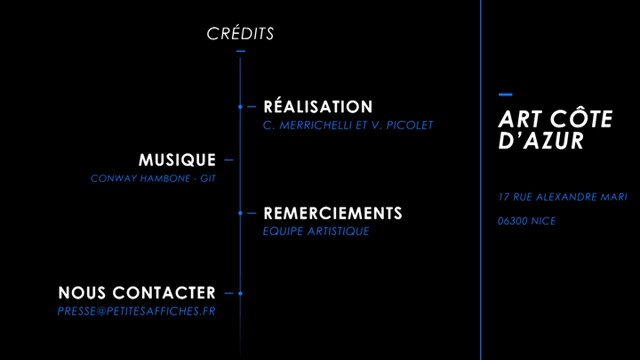 CRÉDITS
RÉALISATION
C. MERRICHELLI ET V. PICOLET
MUSIQUE
CONWAY HAMBONE - GIT
REMERCIEMENTS
EQUIPE ARTISTIQUE
NOUS CONTACTER
PRESSE@PETITESAFFICHES.FR
ART CÔTE
D'AZUR
17 RUE ALEXANDRE MARI
06300 NICE